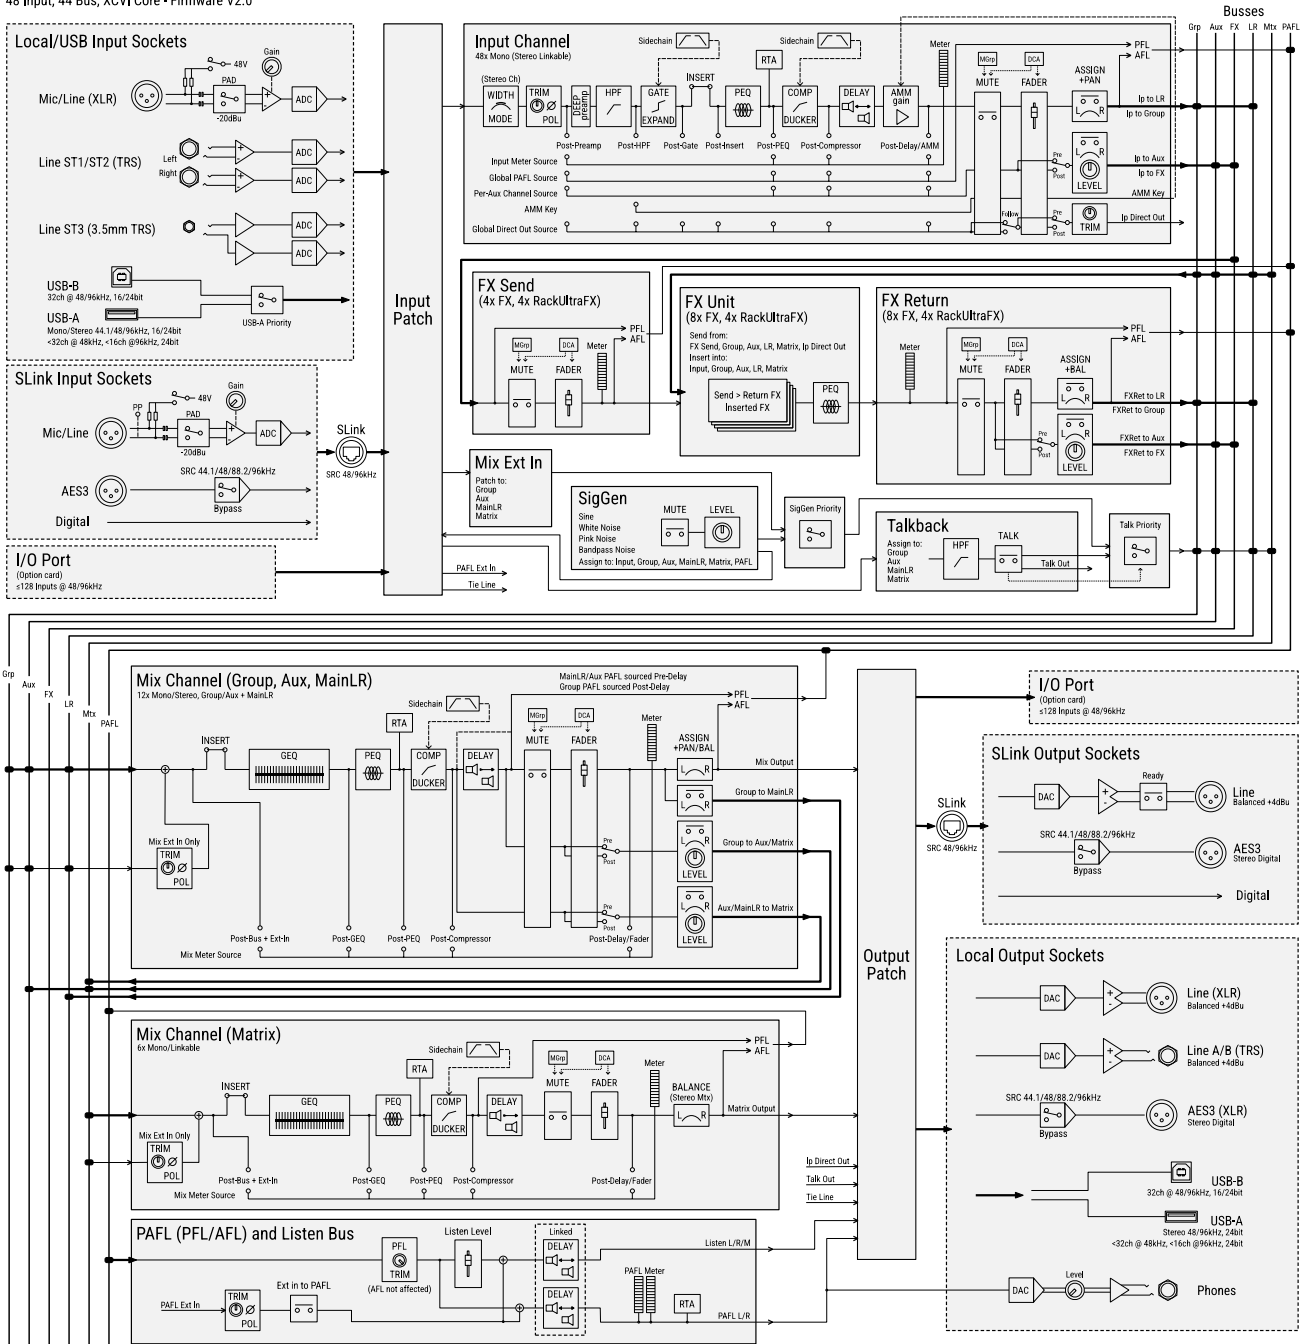 48 Input, 44 Bus, XCVI Core - Firmware V2.0
Busses
Grp Aux FX LR Mtx PAFL
Local/USB Input Sockets
48V
Gain
PAD
-20dBu
ADC
Mic/Line (XLR)
Line ST1/ST2 (TRS)
Left
Right
ADC
ADC
Line ST3 (3.5mm TRS)
ADC
ADC
USB-B
32ch @ 48/96kHz, 16/24bit
USB-A
Mono/Stereo 44.1/48/96kHz, 16/24bit
<32ch @ 48kHz, <16ch @96kHz, 24bit
USB-A Priority
SLink Input Sockets
PP
48V
Gain
PAD
-20dBu
ADC
Mic/Line
AES3
SRC 44.1/48/88.2/96kHz
Bypass
Digital
SLink
SRC 48/96kHz
I/O Port
(Option card)
≤128 Inputs @ 48/96kHz
Input
Patch
Input Channel
48x Mono (Stereo Linkable)
Sidechain
Sidechain
Meter
PFL
AFL
(Stereo Ch)
WIDTH
MODE
TRIM
POL
DEEP
preamp
HPF
GATE
EXPAND
INSERT
RTA
PEQ
COMP
DUCKER
DELAY
AMM
gain
MGrp
MUTE
DCA
FADER
ASSIGN
+PAN
L R
Ip to LR
Ip to Group
Post-Preamp
Post-HPF
Post-Gate
Post-Insert
Post-PEQ
Post-Compressor
Post-Delay/AMM
Input Meter Source
Global PAFL Source
Per-Aux Channel Source
AMM Key
Global Direct Out Source
Pre
Post
L R
LEVEL
Ip to Aux
Ip to FX
AMM Key
Follow
Pre
Post
TRIM
Ip Direct Out
FX Send
(4x FX, 4x RackUltraFX)
PFL
AFL
MGrp
MUTE
DCA
FADER
Meter
FX Unit
(8x FX, 4x RackUltraFX)
Send from:
FX Send, Group, Aux, LR, Matrix, Ip Direct Out
Insert into:
Input, Group, Aux, LR, Matrix
Send > Return FX
Inserted FX
PEQ
FX Return
(8x FX, 4x RackUltraFX)
PFL
AFL
Meter
MGrp
MUTE
DCA
FADER
ASSIGN
+BAL
L R
FXRet to LR
FXRet to Group
Pre
Post
L R
LEVEL
FXRet to Aux
FXRet to FX
Mix Ext In
Patch to:
Group
Aux
MainLR
Matrix
SigGen
Sine
White Noise
Pink Noise
Bandpass Noise
Assign to: Input, Group, Aux, MainLR, Matrix, PAFL
MUTE
LEVEL
SigGen Priority
Talkback
Assign to:
Group
Aux
MainLR
Matrix
HPF
TALK
Talk Out
Talk Priority
PAFL Ext In
Tie Line
Grp
Aux
FX
LR
Mtx
PAFL
Mix Channel (Group, Aux, MainLR)
12x Mono/Stereo, Group/Aux + MainLR
MainLR/Aux PAFL sourced Pre-Delay
Group PAFL sourced Post-Delay
PFL
AFL
Sidechain
INSERT
GEQ
RTA
PEQ
COMP
DUCKER
DELAY
MGrp
MUTE
DCA
FADER
Meter
ASSIGN
+PAN/BAL
L R
Mix Output
L R
Group to MainLR
Pre
Post
L R
LEVEL
Group to Aux/Matrix
Pre
Post
L R
LEVEL
Aux/MainLR to Matrix
Mix Ext In Only
TRIM
POL
Post-Bus + Ext-In
Post-GEQ
Post-PEQ
Post-Compressor
Post-Delay/Fader
Mix Meter Source
Mix Channel (Matrix)
6x Mono/Linkable
PFL
AFL
Sidechain
INSERT
GEQ
RTA
PEQ
COMP
DUCKER
DELAY
MGrp
MUTE
DCA
FADER
Meter
BALANCE
(Stereo Mtx)
L R
Matrix Output
Mix Ext In Only
TRIM
POL
Post-Bus + Ext-In
Post-GEQ
Post-PEQ
Post-Compressor
Post-Delay/Fader
Mix Meter Source
PAFL (PFL/AFL) and Listen Bus
PFL
TRIM
(AFL not affected)
Listen Level
Linked
DELAY
DELAY
Listen L/R/M
PAFL Meter
RTA
PAFL L/R
PAFL Ext In
TRIM
POL
Ext in to PAFL
Output
Patch
Ip Direct Out
Talk Out
Tie Line
I/O Port
(Option card)
≤128 Inputs @ 48/96kHz
SLink
SRC 48/96kHz
SLink Output Sockets
DAC
Ready
Line
Balanced +4dBu
SRC 44.1/48/88.2/96kHz
Bypass
AES3
Stereo Digital
Digital
Local Output Sockets
DAC
Line (XLR)
Balanced +4dBu
DAC
Line A/B (TRS)
Balanced +4dBu
SRC 44.1/48/88.2/96kHz
Bypass
AES3 (XLR)
Stereo Digital
USB-B
32ch @ 48/96kHz, 16/24bit
USB-A
Stereo 48/96kHz, 24bit
<32ch @ 48kHz, <16ch @96kHz, 24bit
DAC
Level
Phones